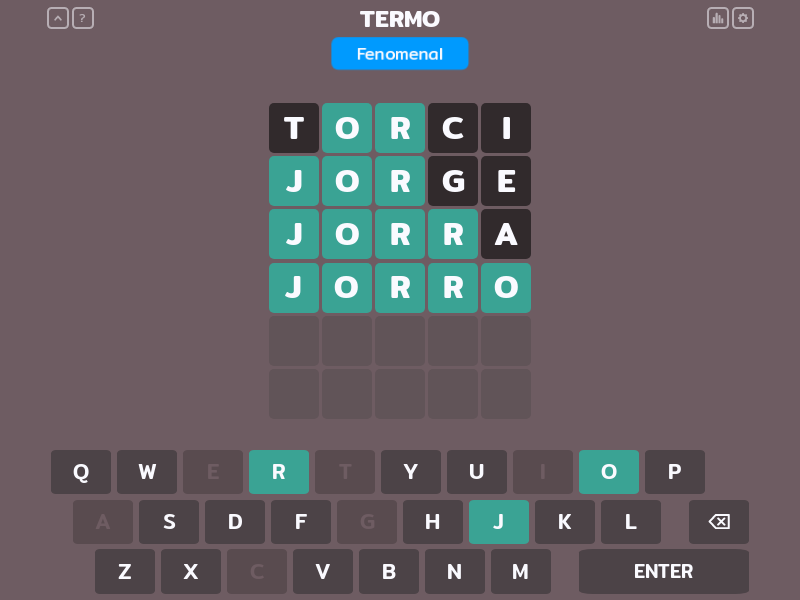 ?
TERMO
Fenomenal
TORCI
JORGE
JORRA
JORRO
Q W E R T Y U I O P
A S D F G H J K L
Z X C V B N M ENTER